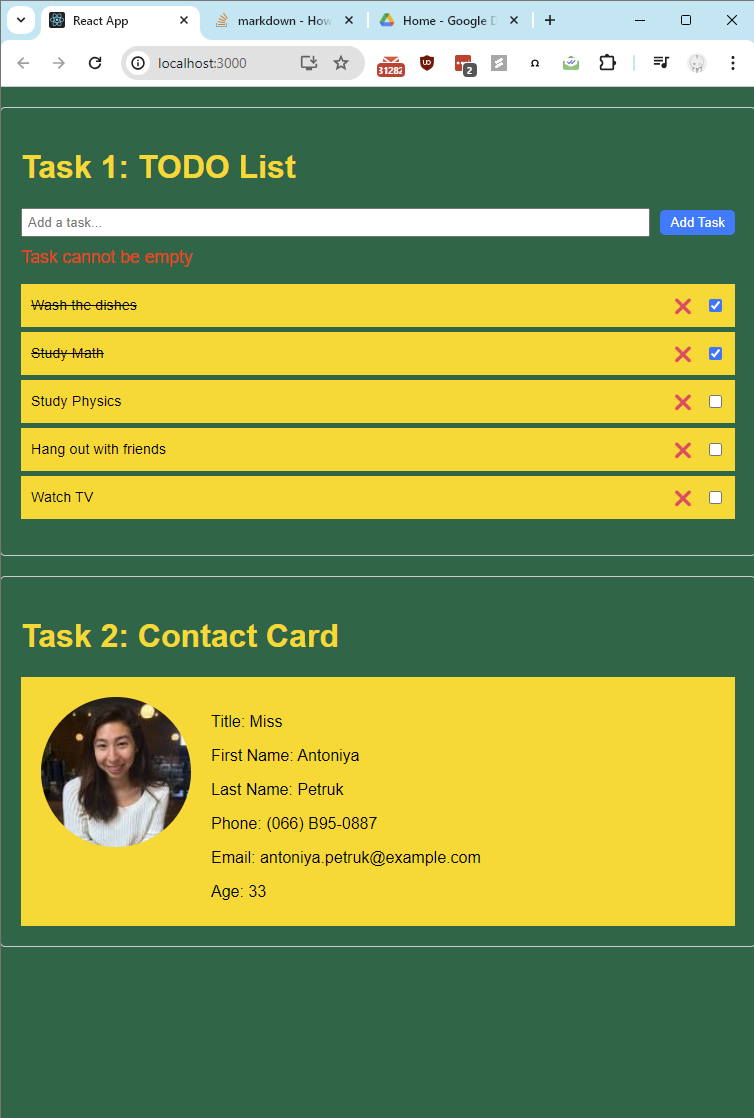 React App
markdown - How
Home - Google D
localhost:3000
31282
2
Task 1: TODO List
Add a task...
Add Task
Task cannot be empty
Wash the dishes
Study Math
Study Physics
Hang out with friends
Watch TV
Task 2: Contact Card
Title: Miss
First Name: Antoniya
Last Name: Petruk
Phone: (066) B95-0887
Email: antoniya.petruk@example.com
Age: 33